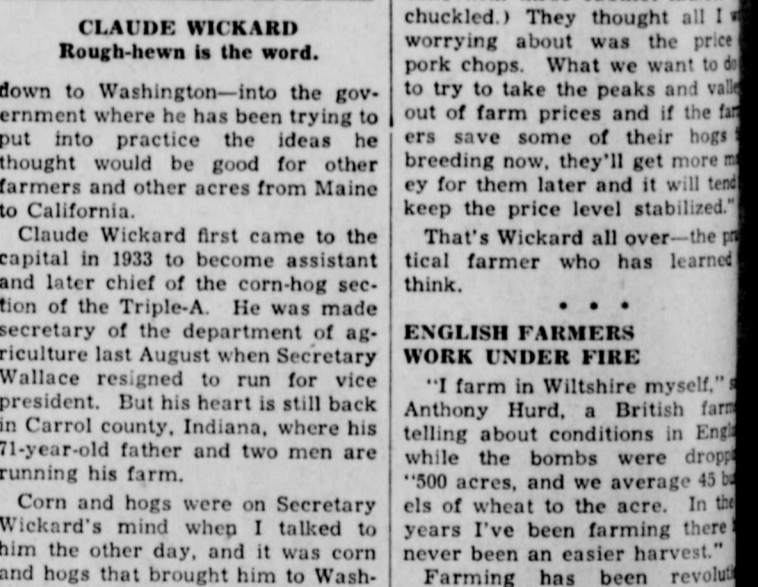 CLAUDE WICKARD
Rough-hewn is the word.
down to Washington—into the gov-
ernment where he has been trying to
put into practice the ideas he
thought would be good for other
farmers and other acres from Maine
to California.
Claude Wickard first came to the
capital in 1933 to become assistant
and later chief of the corn-hog sec-
tion of the Triple-A. He was made
secretary of the department of ag-
riculture last August when Secretary
Wallace resigned to run for vice
president. But his heart is still back
in Carrol county, Indiana, where his
71-year-old father and two men are
running his farm.
Corn and hogs were on Secretary
Wickard's mind when I talked to
him the other day, and it was corn
and hogs that brought him to Wash-
chuckled.) They thought all I
worrying about was the price
pork chops. What we want to do
to try to take the peaks and
out of farm prices and if the
ers save some of their hogs
breeding now, they'll get more
ey for them later and it will tend
keep the price level stabilized."
That's Wickard all over—the
tical farmer who has learned
think.
• • •
ENGLISH FARMERS
WORK UNDER FIRE
"I farm in Wiltshire myself,"
Anthony Hurd, a British
telling about conditions in
while the bombs were
"500 acres, and we average 45
els of wheat to the acre. In the
years I've been farming there
never been an easier harvest."
Farming has been